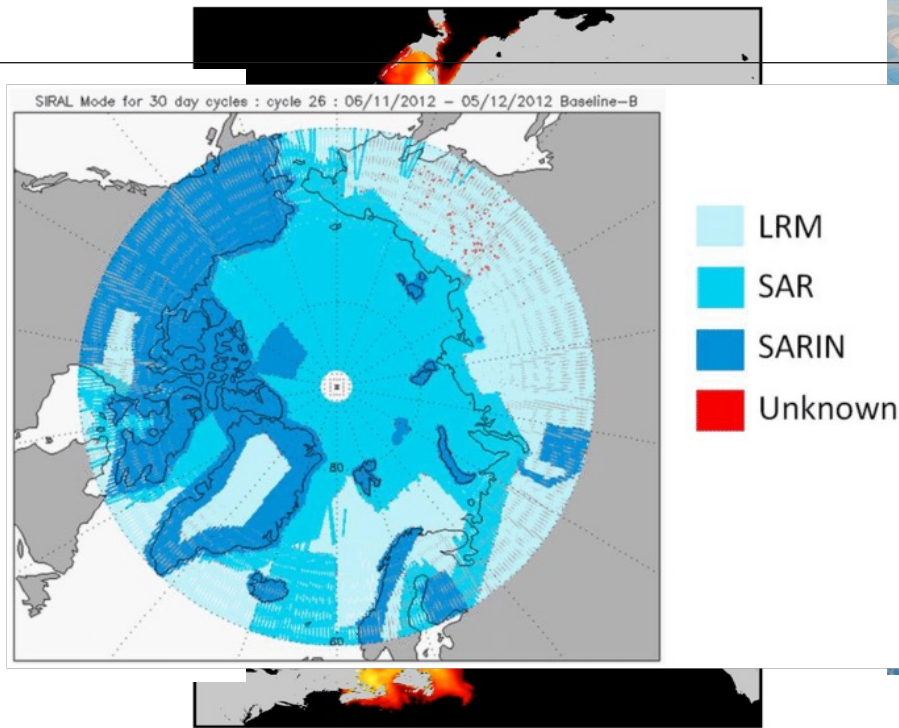 SIRAL Mode for 30 day cycles : cycle 26 : 06/11/2012 – 05/12/2012 Baseline–B
LRM
SAR
SARIN
Unknown
80
60